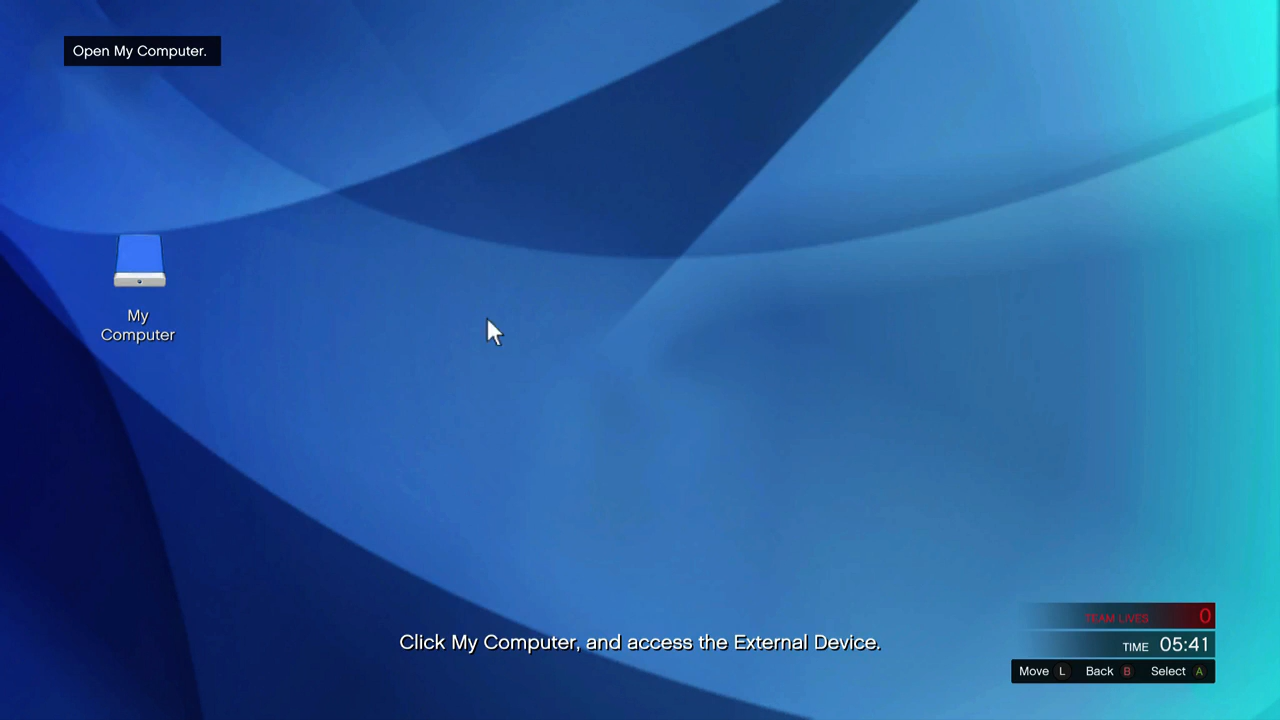 Open My Computer.
My
Computer
Click My Computer, and access the External Device.
TEAM LIVES 0
TIME 05:41
Move L Back B Select A